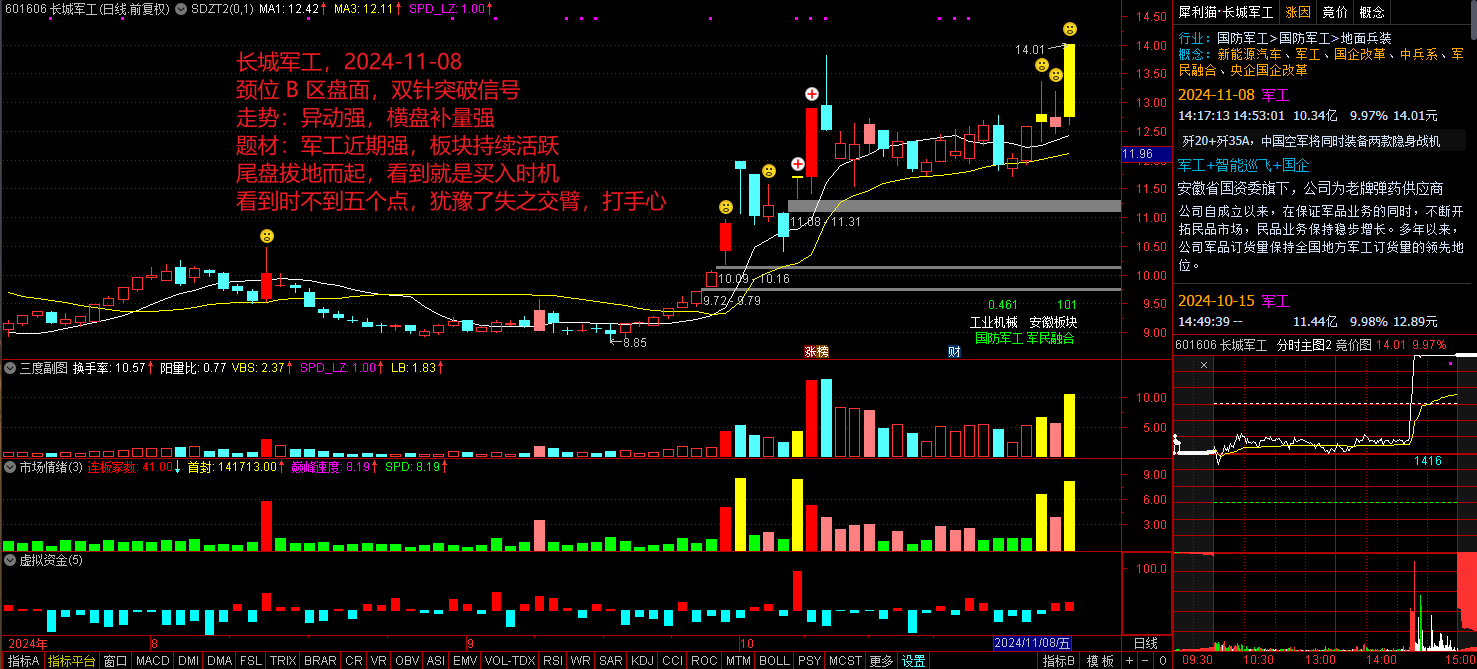 601606 长城军工(日线.前复权) SDZT2(0,1) MA1: 12.42↑ MA3: 12.11↑ SPD_LZ: 1.00↑
长城军工，2024-11-08
颈位 B 区盘面，双针突破信号
走势：异动强，横盘补量强
题材：军工近期强，板块持续活跃
尾盘拔地而起，看到就是买入时机
看到时不到五个点，犹豫了失之交臂，打手心
14.01
11.08-11.31
10.09-10.16
9.72-9.79
←8.85
0.461 101
工业机械 安徽板块
国防军工 军民融合
涨榜 财
14.50
14.00
13.50
13.00
12.50
11.96
11.50
11.00
10.50
10.00
9.50
9.00
三度副图 换手率: 10.57↑ 阳量比: 0.77 VBS: 2.37↑ SPD_LZ: 1.00↑ LB: 1.83↑
10.00
5.00
市场情绪(3) 连板家数: 41.00↓ 首封: 141713.00↑ 巅峰速度: 8.19↑ SPD: 8.19↑
9.00
6.00
3.00
虚拟资金(5)
100.0
2024年 8 9 10 2024/11/08/五 日线
指标A 指标平台 窗口 MACD DMI DMA FSL TRIX BRAR CR VR OBV ASI EMV VOL-TDX RSI WR SAR KDJ CCI ROC MTM BOLL PSY MCST 更多 设置 指标B 模板 + - 0
犀利猫·长城军工 涨因 竞价 概念
行业: 国防军工>国防军工>地面兵装
概念: 新能源汽车、军工、国企改革、中兵系、军
民融合、央企国企改革
2024-11-08 军工
14:17:13 14:53:01 10.34亿 9.97% 14.01元
歼20+歼35A，中国空军将同时装备两款隐身战机
军工+智能巡飞+国企
安徽省国资委旗下，公司为老牌弹药供应商
公司自成立以来，在保证军品业务的同时，不断开
拓民品市场，民品业务保持稳步增长。多年以来，
公司军品订货量保持全国地方军工订货量的领先地
位。
2024-10-15 军工
14:49:39 -- 11.44亿 9.98% 12.89元
601606 长城军工 分时主图2 竞价图 14.01 9.97%
×
1416
09:30 10:30 13:00 14:00 15:00